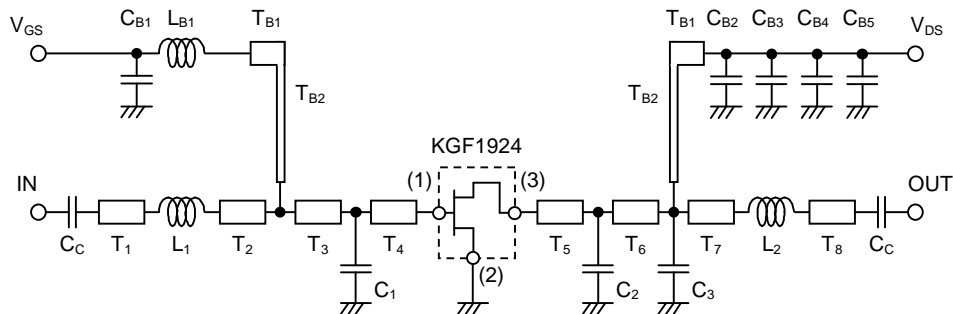 V_GS C_B1 L_B1 T_B1 T_B1 C_B2 C_B3 C_B4 C_B5 V_DS
T_B2 T_B2
KGF1924
IN (1) (3) OUT
C_C T_1 L_1 T_2 T_3 T_4 T_5 T_6 T_7 L_2 T_8 C_C
(2)
C_1 C_2 C_3